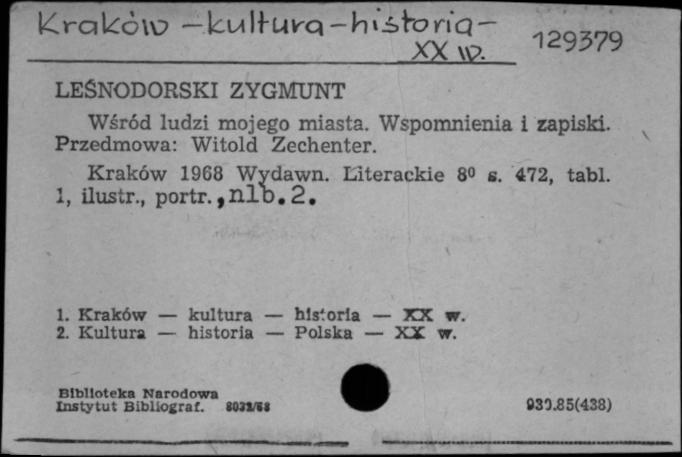 Kraków – kultura – historia –
XX w.
129379
LEŚNODORSKI ZYGMUNT
Wśród ludzi mojego miasta. Wspomnienia i zapiski.
Przedmowa: Witold Zechenter.
Kraków 1968 Wydawn. Literackie 8⁰ s. 472, tabl.
1, ilustr., portr., nlb. 2.
1. Kraków — kultura — historia — XX w.
2. Kultura — historia — Polska — XX w.
Biblioteka Narodowa
Instytut Bibliograf. 8032/68
930.85(438)